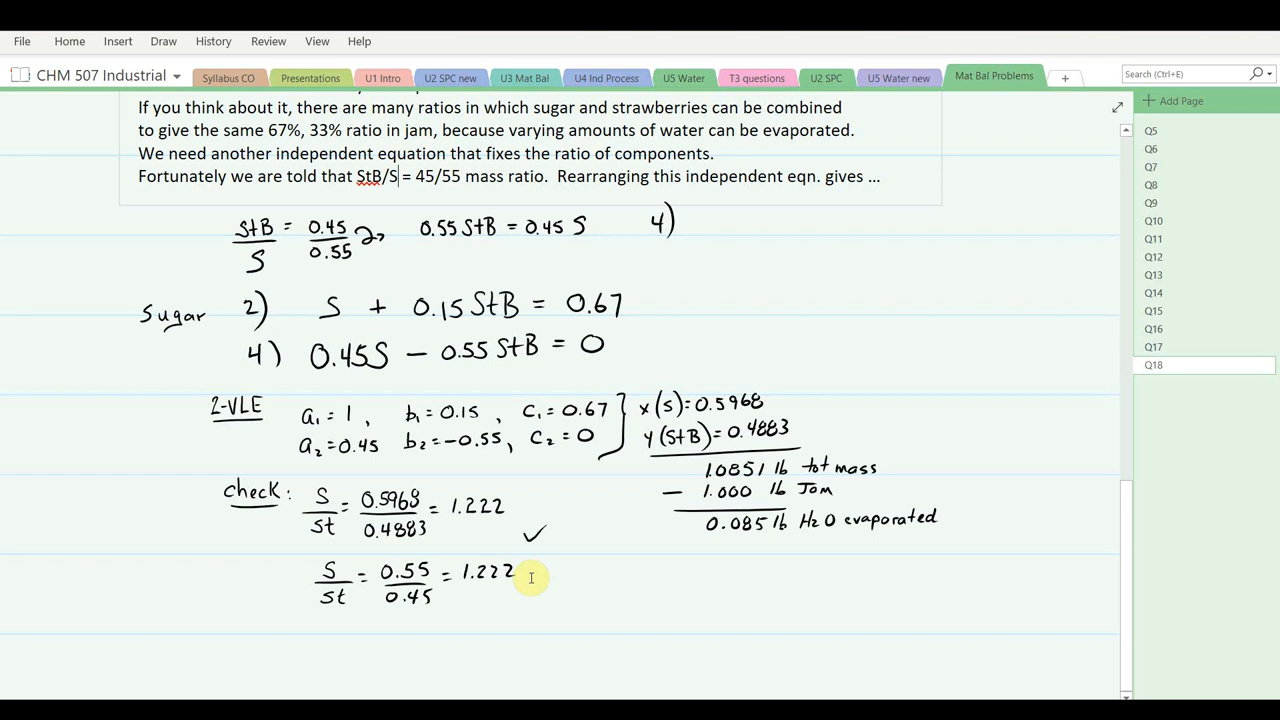 File Home Insert Draw History Review View Help
CHM 507 Industrial Syllabus CO Presentations U1 Intro U2 SPC new U3 Mat Bal U4 Ind Process U5 Water T3 questions U2 SPC U5 Water new Mat Bal Problems + Search (Ctrl+E)
Add Page
Q5
Q6
Q7
Q8
Q9
Q10
Q11
Q12
Q13
Q14
Q15
Q16
Q17
Q18
If you think about it, there are many ratios in which sugar and strawberries can be combined
to give the same 67%, 33% ratio in jam, because varying amounts of water can be evaporated.
We need another independent equation that fixes the ratio of components.
Fortunately we are told that StB/S = 45/55 mass ratio. Rearranging this independent eqn. gives ...
StB/S = 0.45/0.55 0.55 StB = 0.45 S 4)
Sugar 2) S + 0.15 StB = 0.67
4) 0.45S - 0.55 StB = 0
2-VLE a1 = 1, b1 = 0.15, c1 = 0.67
a2 = 0.45 b2 = -0.55, c2 = 0
x(s) = 0.5968
y(StB) = 0.4883
1.0851 lb tot mass
- 1.000 lb Jam
0.085 lb H2O evaporated
check: S/st = 0.5968/0.4883 = 1.222 ✓
S/st = 0.55/0.45 = 1.222